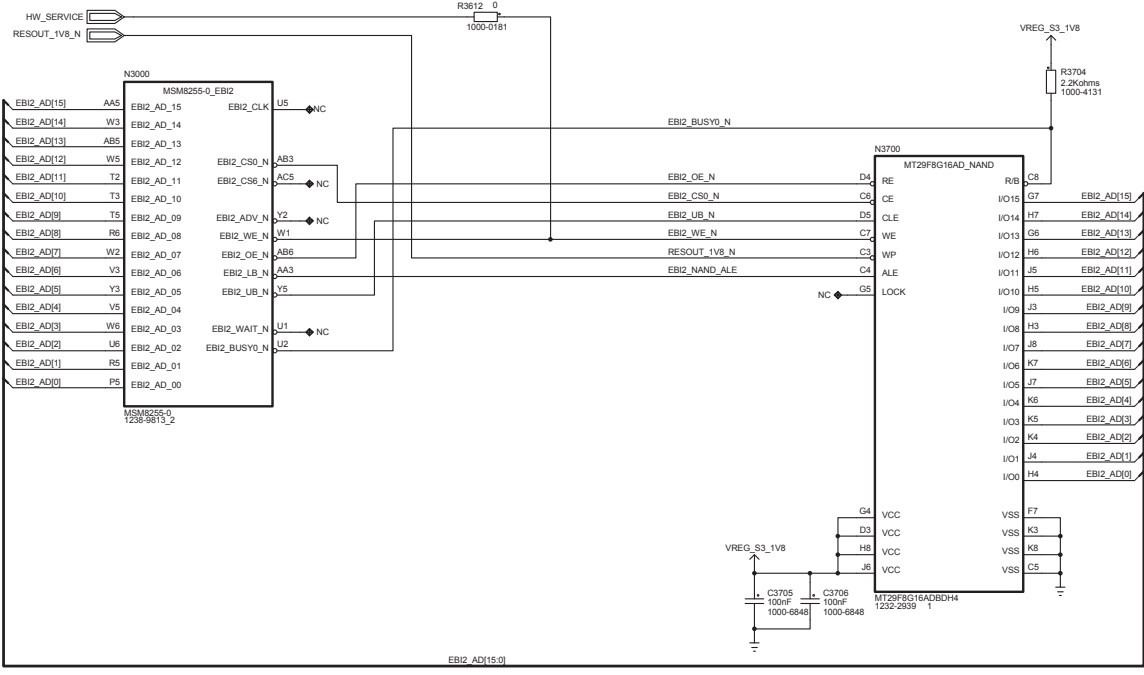 HW_SERVICE
RESOUT_1V8_N
R3612 0
1000-0181
VREG_S3_1V8
R3704
2.2Kohms
1000-4131
N3000
MSM8255-0_EBI2
EBI2_AD[15] AA5 EBI2_AD_15
EBI2_AD[14] W3 EBI2_AD_14
EBI2_AD[13] AB5 EBI2_AD_13
EBI2_AD[12] W5 EBI2_AD_12
EBI2_AD[11] T2 EBI2_AD_11
EBI2_AD[10] T3 EBI2_AD_10
EBI2_AD[9] T5 EBI2_AD_09
EBI2_AD[8] R6 EBI2_AD_08
EBI2_AD[7] W2 EBI2_AD_07
EBI2_AD[6] V3 EBI2_AD_06
EBI2_AD[5] Y3 EBI2_AD_05
EBI2_AD[4] V5 EBI2_AD_04
EBI2_AD[3] W6 EBI2_AD_03
EBI2_AD[2] U6 EBI2_AD_02
EBI2_AD[1] R5 EBI2_AD_01
EBI2_AD[0] P5 EBI2_AD_00
EBI2_CLK U5 NC
EBI2_CS0_N AB3
EBI2_CS6_N AC5 NC
EBI2_ADV_N Y2 NC
EBI2_WE_N W1
EBI2_OE_N AB6
EBI2_LB_N AA3
EBI2_UB_N Y5
EBI2_WAIT_N U1 NC
EBI2_BUSY0_N U2
MSM8255-0
1238-9813_2
EBI2_BUSY0_N
N3700
MT29F8G16AD_NAND
EBI2_OE_N D4 RE
EBI2_CS0_N C6 CE
EBI2_UB_N D5 CLE
EBI2_WE_N C7 WE
RESOUT_1V8_N C3 WP
EBI2_NAND_ALE C4 ALE
NC G5 LOCK
R/B C8
I/O15 G7 EBI2_AD[15]
I/O14 H7 EBI2_AD[14]
I/O13 G6 EBI2_AD[13]
I/O12 H6 EBI2_AD[12]
I/O11 J5 EBI2_AD[11]
I/O10 H5 EBI2_AD[10]
I/O9 J3 EBI2_AD[9]
I/O8 H3 EBI2_AD[8]
I/O7 J8 EBI2_AD[7]
I/O6 K7 EBI2_AD[6]
I/O5 J7 EBI2_AD[5]
I/O4 K6 EBI2_AD[4]
I/O3 K5 EBI2_AD[3]
I/O2 K4 EBI2_AD[2]
I/O1 J4 EBI2_AD[1]
I/O0 H4 EBI2_AD[0]
G4 VCC VSS F7
D3 VCC VSS K3
H8 VCC VSS K8
J6 VCC VSS C5
VREG_S3_1V8
C3705
100nF
1000-6848
C3706
100nF
1000-6848
MT29F8G16ADBDH4
1232-2939 1
EBI2_AD[15:0]